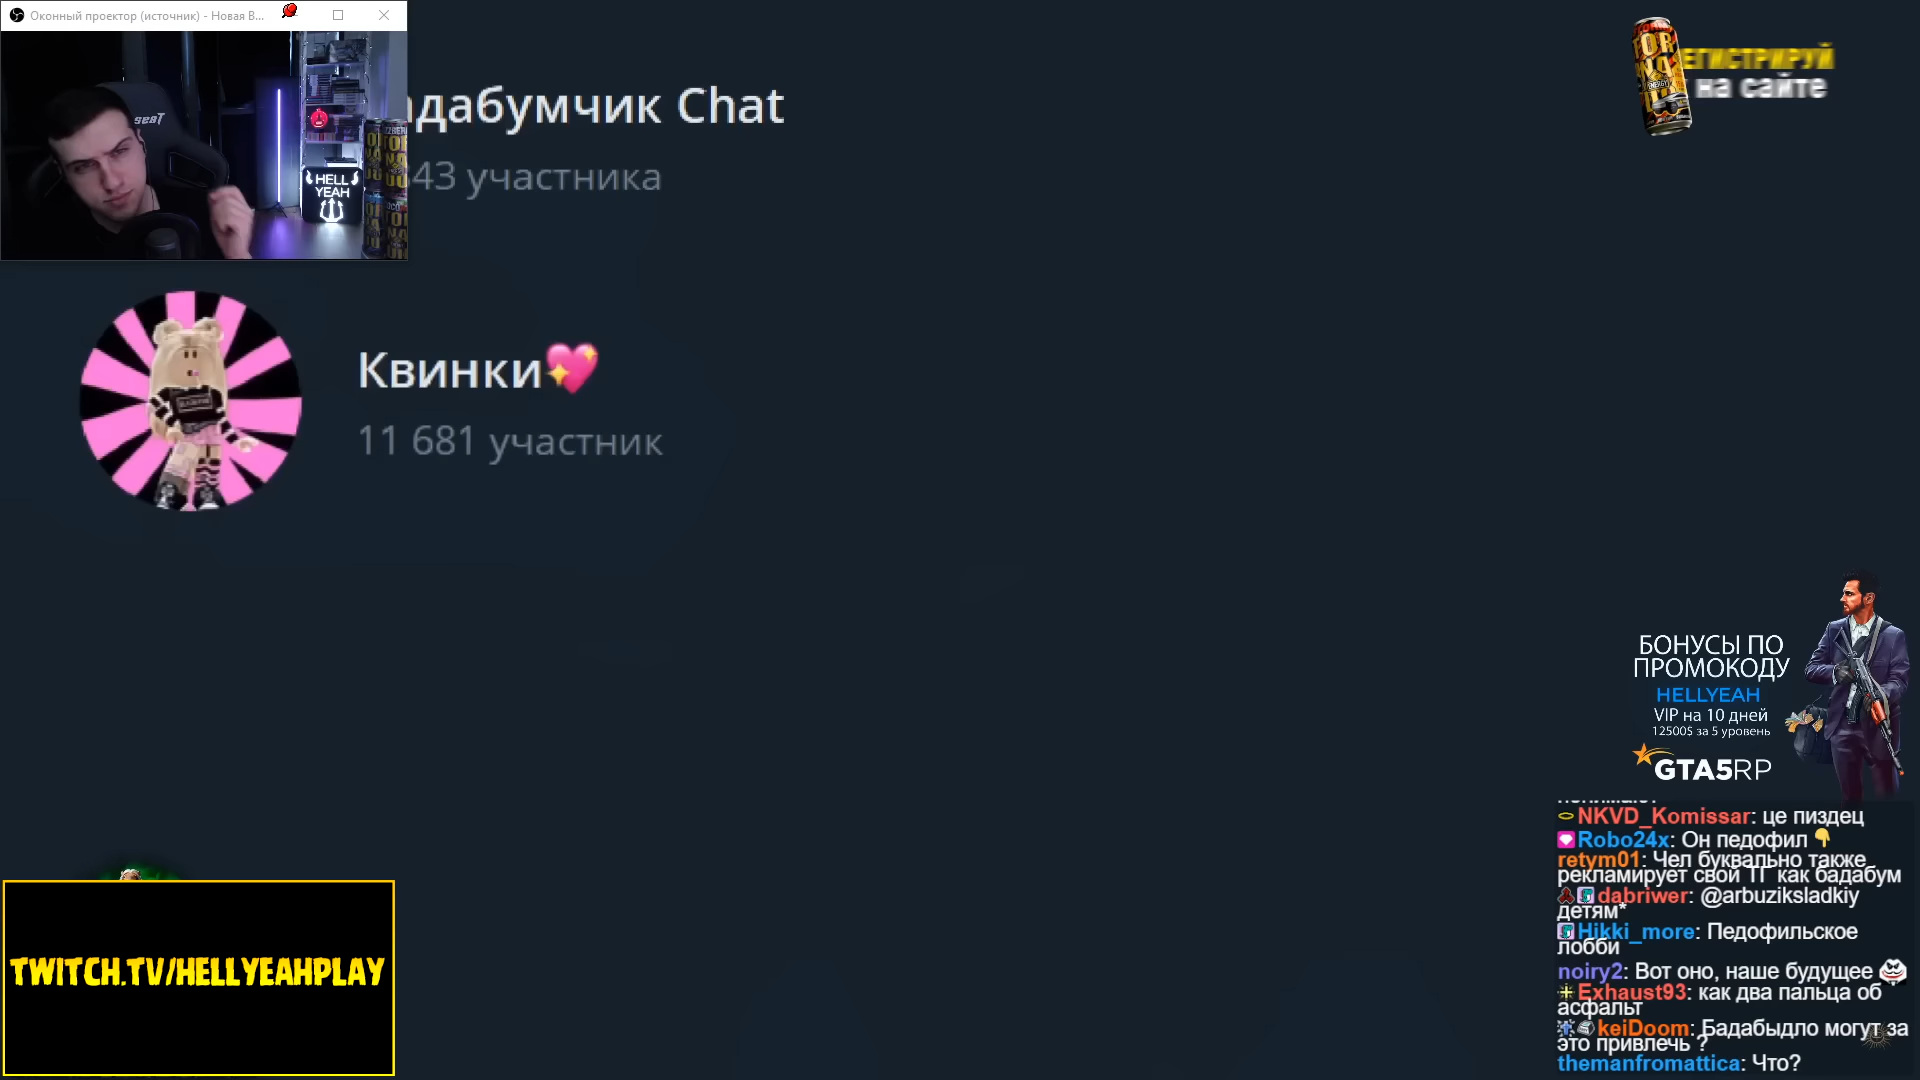 Оконный проектор (источник) - Новая В...
адабумчик Chat
43 участника
HELL
YEAH
Квинки💖
11 681 участник
TORNADO
ENERGY
ЕГИСТРИРУЙ
на сайте
БОНУСЫ ПО
ПРОМОКОДУ
HELLYEAH
VIP на 10 дней
12500$ за 5 уровень
GTA5RP
NKVD_Komissar: це пиздец
Robo24x: Он педофил 👇
retym01: Чел буквально также
рекламирует свой ТГ как бадабум
dabriwer: @arbuziksladkiy
детям*
Hikki_more: Педофильское
лобби
noiry2: Вот оно, наше будущее
Exhaust93: как два пальца об
асфальт
keiDoom: Бадабыдло могут за
это привлечь ?
themanfromattica: Что?
TWITCH.TV/HELLYEAHPLAY